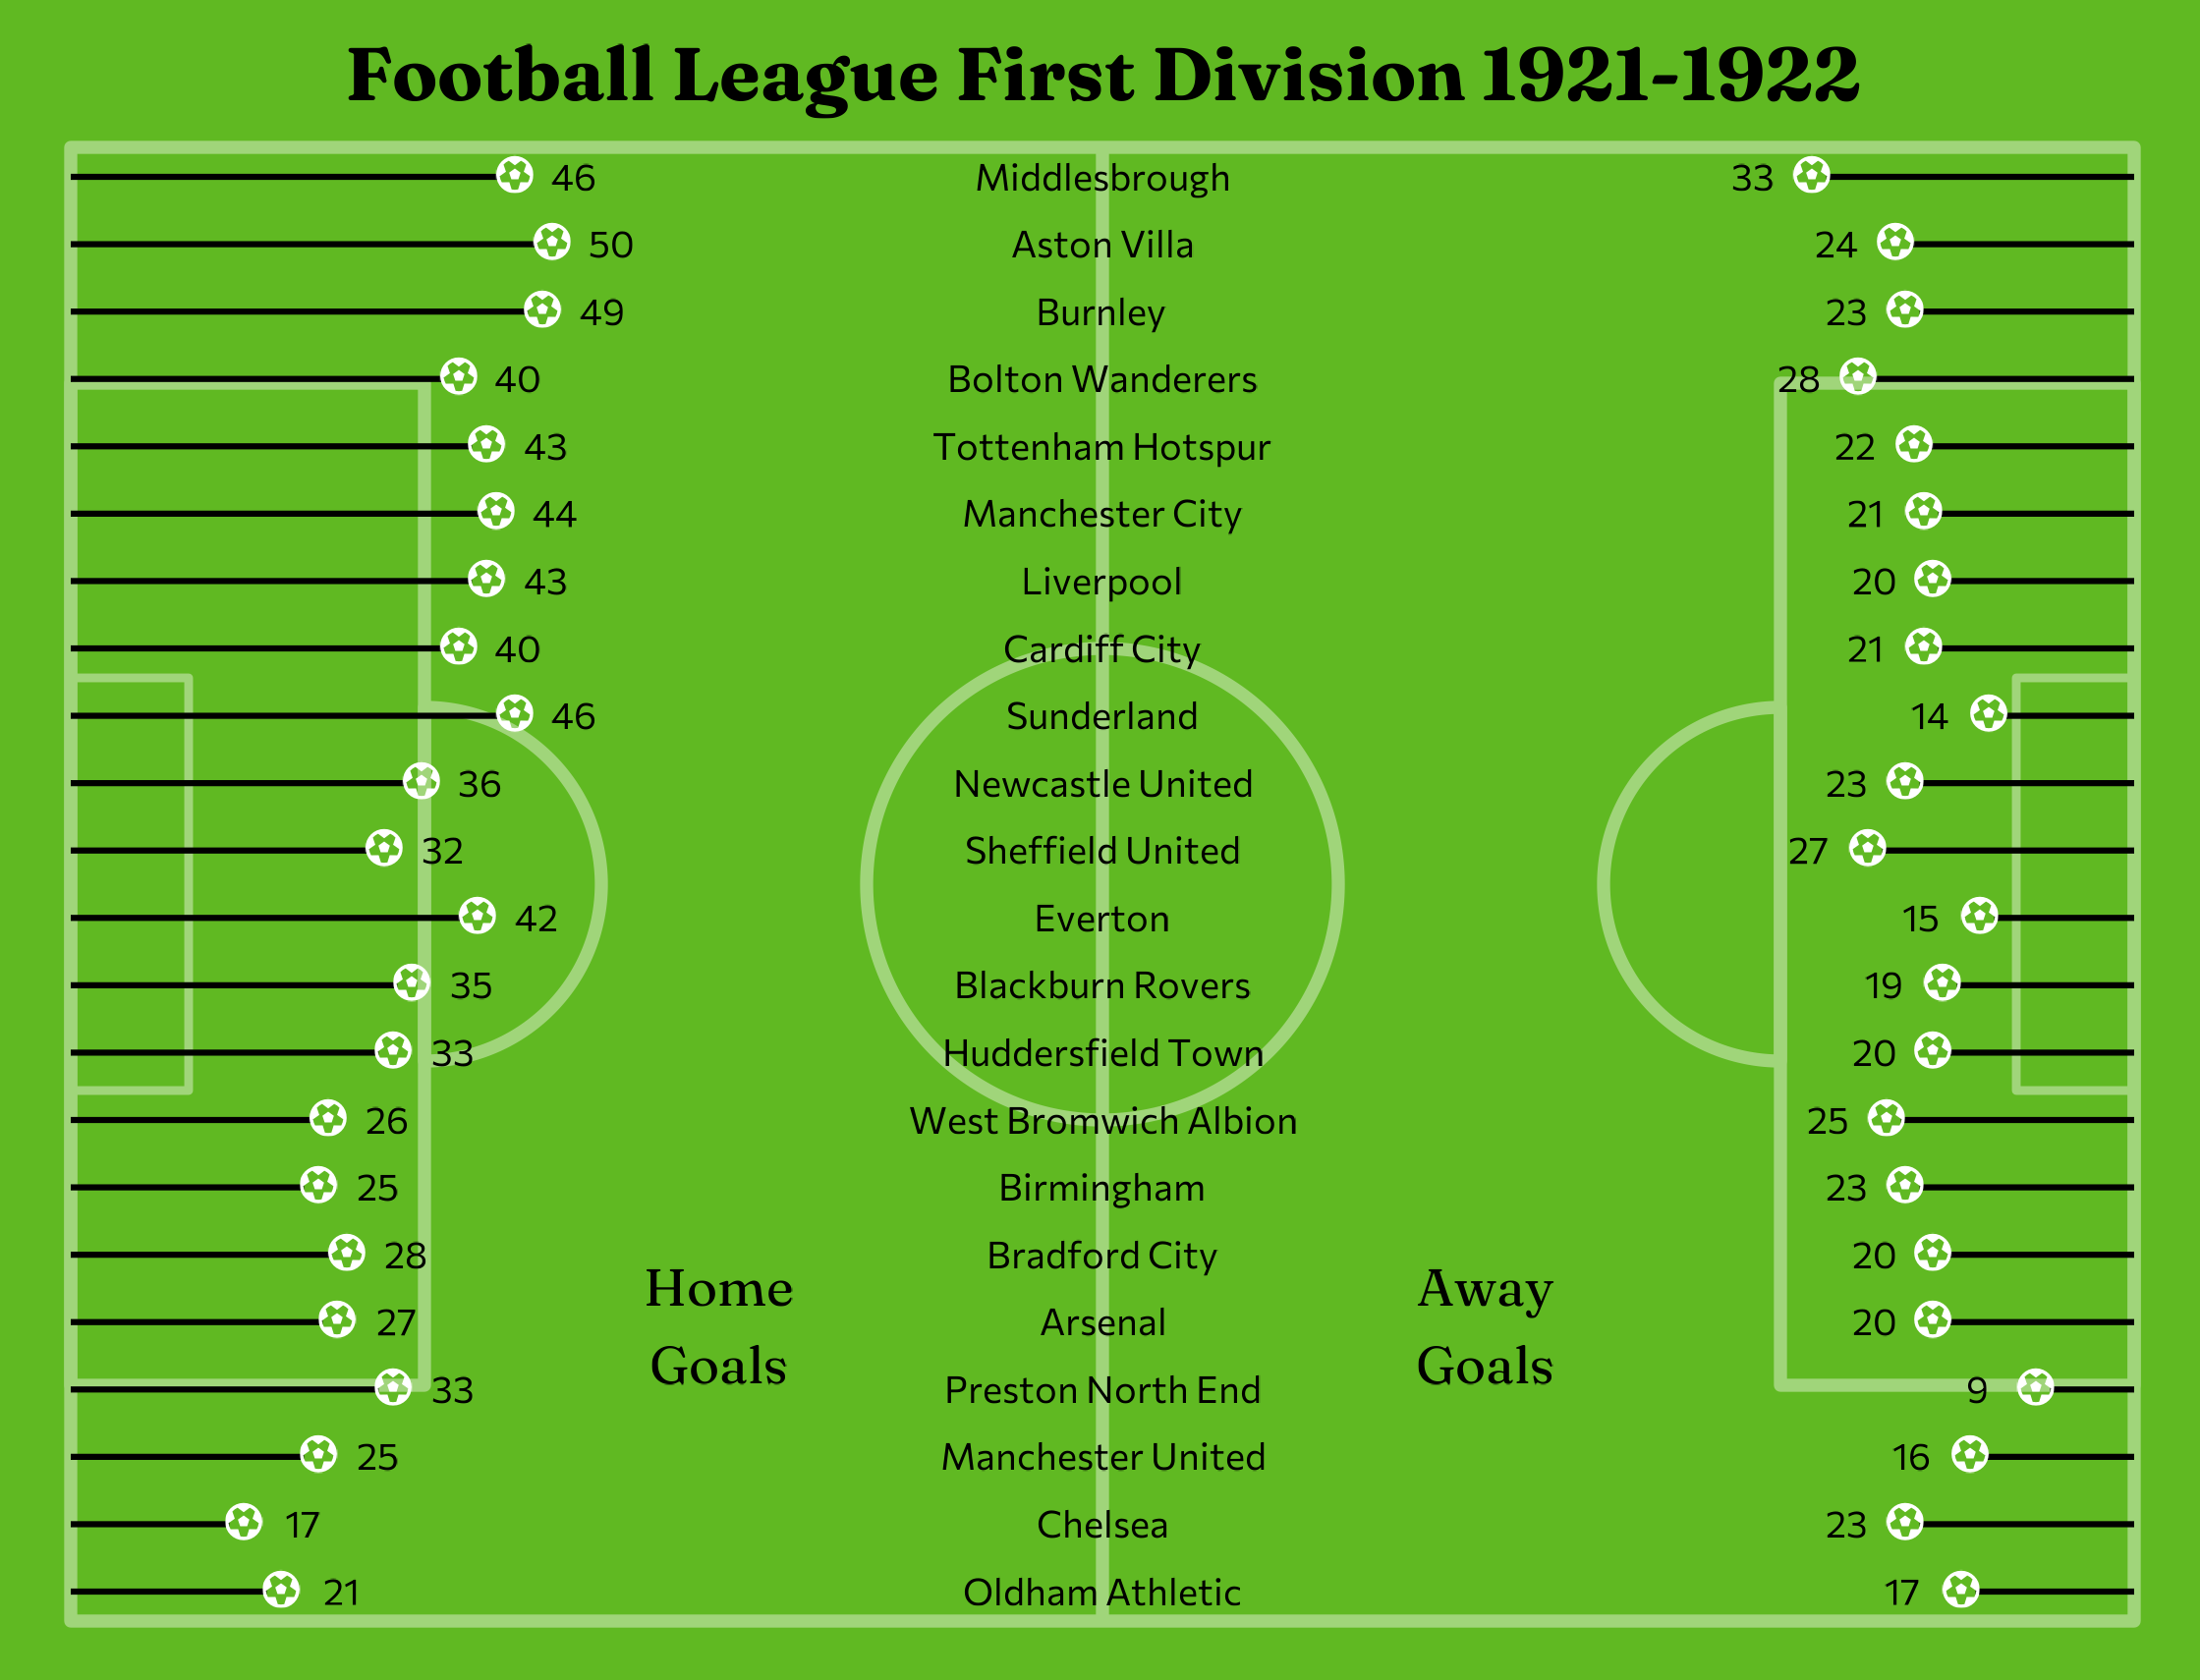 Football League First Division 1921-1922
46 Middlesbrough 33
50 Aston Villa 24
49 Burnley 23
40 Bolton Wanderers 28
43 Tottenham Hotspur 22
44 Manchester City 21
43 Liverpool 20
40 Cardiff City 21
46 Sunderland 14
36 Newcastle United 23
32 Sheffield United 27
42 Everton 15
35 Blackburn Rovers 19
33 Huddersfield Town 20
26 West Bromwich Albion 25
25 Birmingham 23
28 Bradford City 20
Home Away
27 Arsenal 20
Goals Goals
33 Preston North End 9
25 Manchester United 16
17 Chelsea 23
21 Oldham Athletic 17